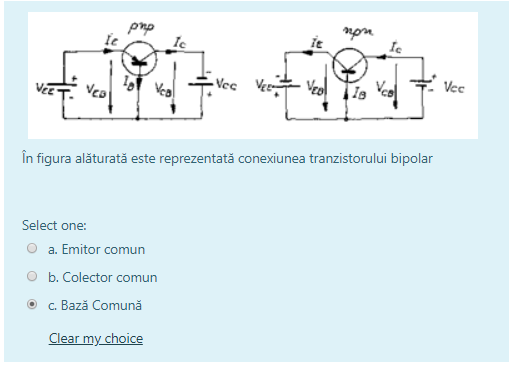 pnp
npn
IE IC
IE IC
VEE VEB IB VCB VCC
VEE VEB IB VCB VCC
În figura alăturată este reprezentată conexiunea tranzistorului bipolar
Select one:
a. Emitor comun
b. Colector comun
c. Bază Comună
Clear my choice